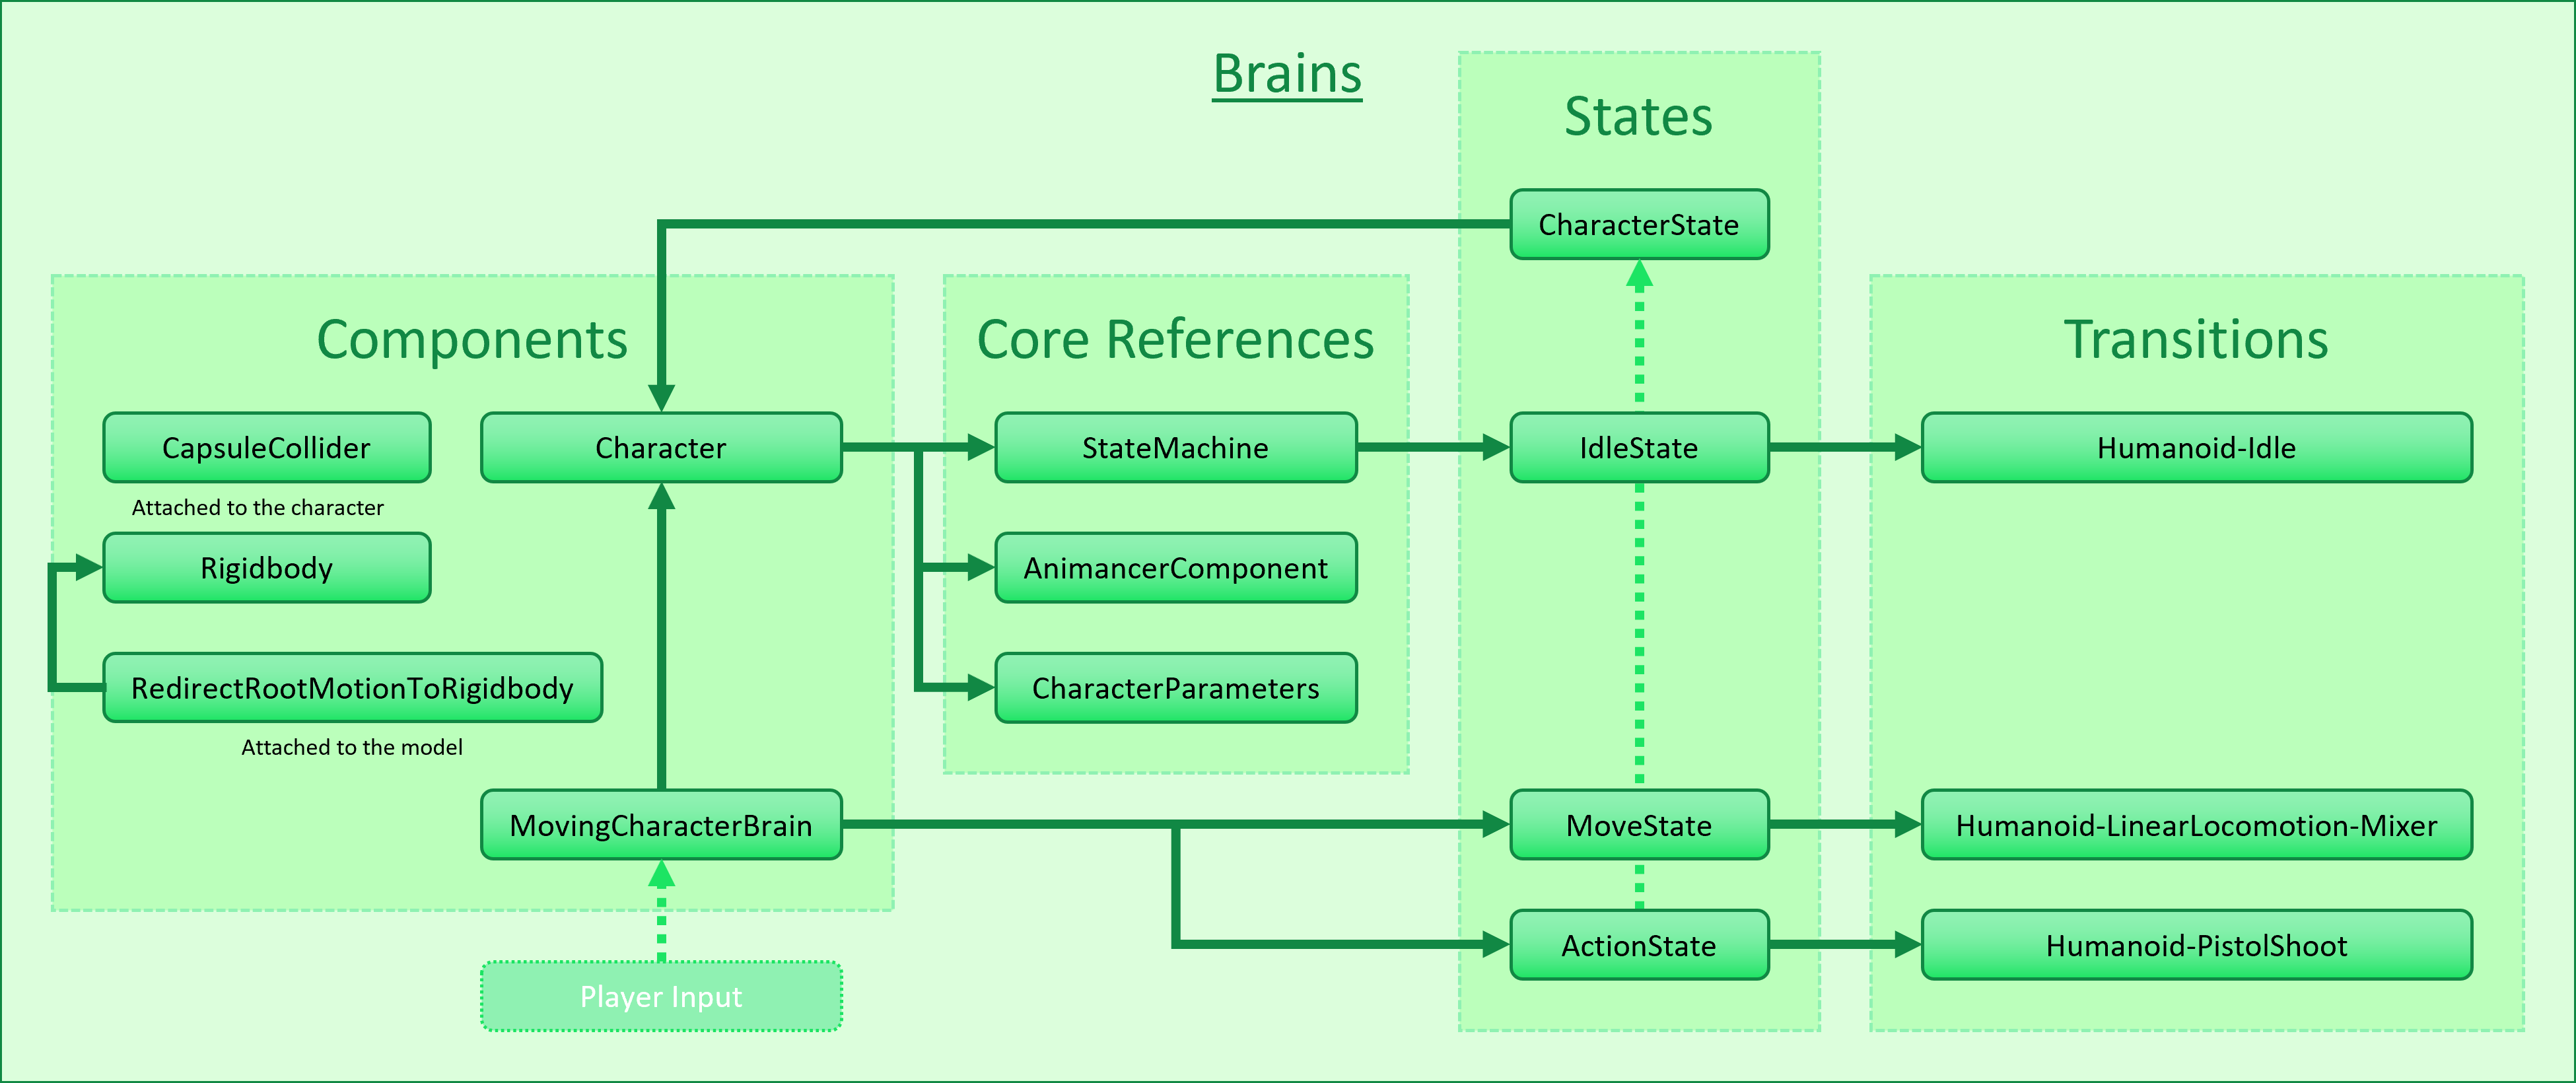 Brains
States
CharacterState
Components
Core References
Transitions
CapsuleCollider
Character
StateMachine
IdleState
Humanoid-Idle
Attached to the character
Rigidbody
AnimancerComponent
RedirectRootMotionToRigidbody
CharacterParameters
Attached to the model
MovingCharacterBrain
MoveState
Humanoid-LinearLocomotion-Mixer
ActionState
Humanoid-PistolShoot
Player Input